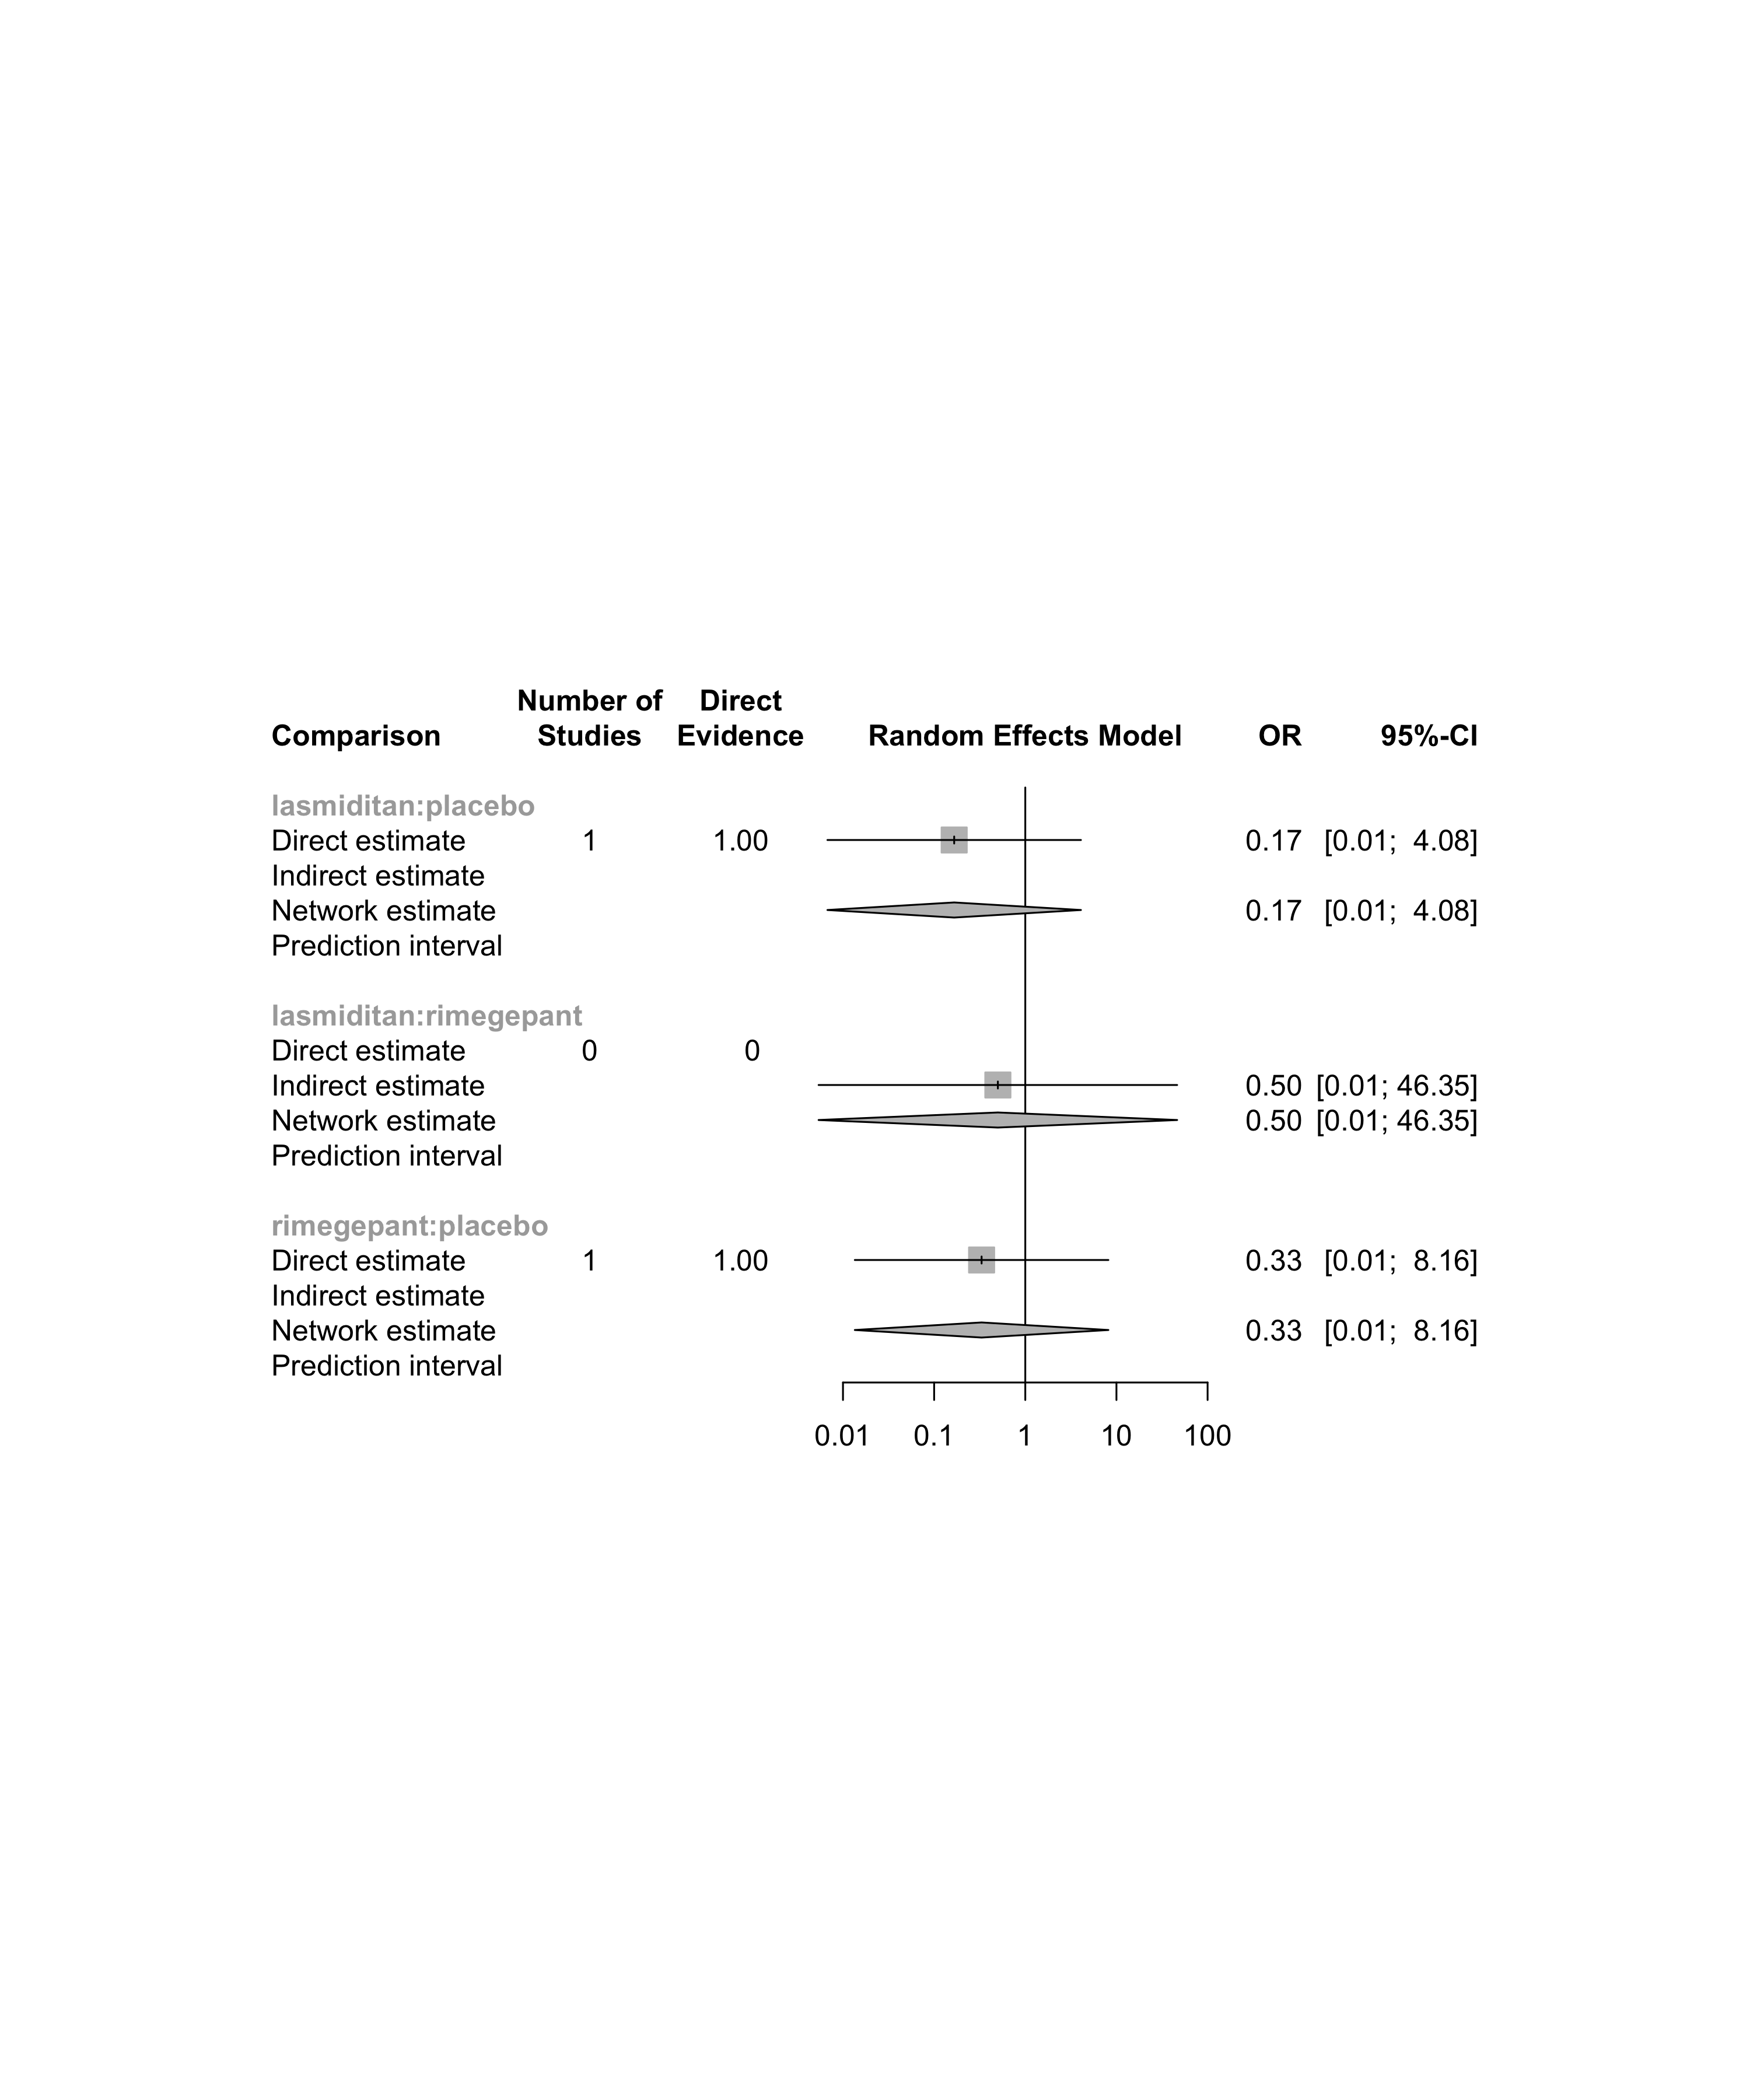 Number of Direct
Comparison Studies Evidence Random Effects Model OR 95%-CI
lasmiditan:placebo
Direct estimate 1 1.00 0.17 [0.01; 4.08]
Indirect estimate
Network estimate 0.17 [0.01; 4.08]
Prediction interval
lasmiditan:rimegepant
Direct estimate 0 0
Indirect estimate 0.50 [0.01; 46.35]
Network estimate 0.50 [0.01; 46.35]
Prediction interval
rimegepant:placebo
Direct estimate 1 1.00 0.33 [0.01; 8.16]
Indirect estimate
Network estimate 0.33 [0.01; 8.16]
Prediction interval
0.01 0.1 1 10 100